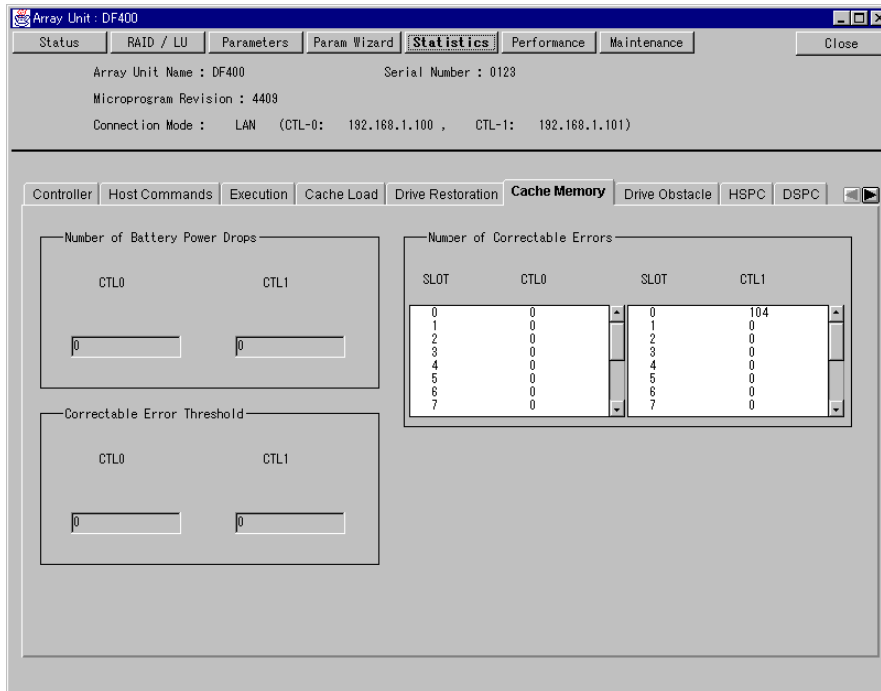 Array Unit : DF400
Status RAID / LU Parameters Param Wizard Statistics Performance Maintenance Close
Array Unit Name : DF400 Serial Number : 0123
Microprogram Revision : 4409
Connection Mode : LAN (CTL-0: 192.168.1.100 , CTL-1: 192.168.1.101)
Controller Host Commands Execution Cache Load Drive Restoration Cache Memory Drive Obstacle HSPC DSPC
Number of Battery Power Drops
CTL0 CTL1
0 0
Correctable Error Threshold
CTL0 CTL1
0 0
Number of Correctable Errors
SLOT CTL0 SLOT CTL1
0 0 0 104
1 0 1 0
2 0 2 0
3 0 3 0
4 0 4 0
5 0 5 0
6 0 6 0
7 0 7 0